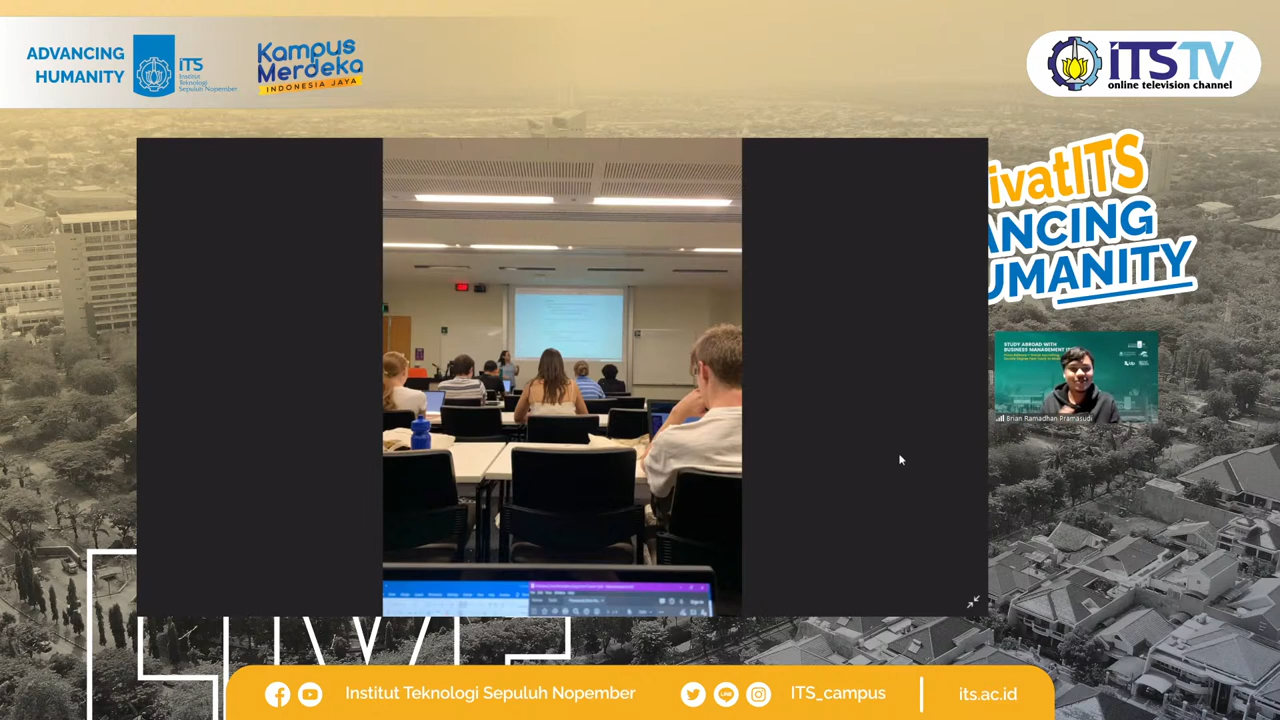 ADVANCING
HUMANITY
iTS
Institut
Teknologi
Sepuluh Nopember
Kampus
Merdeka
INDONESIA JAYA
iTSTV
online television channel
ivatITS
ANCING
UMANITY
STUDY ABROAD WITH
BUSINESS MANAGEMENT
Brian Ramadhan Pramasudi
LIVE
Institut Teknologi Sepuluh Nopember
ITS_campus
its.ac.id